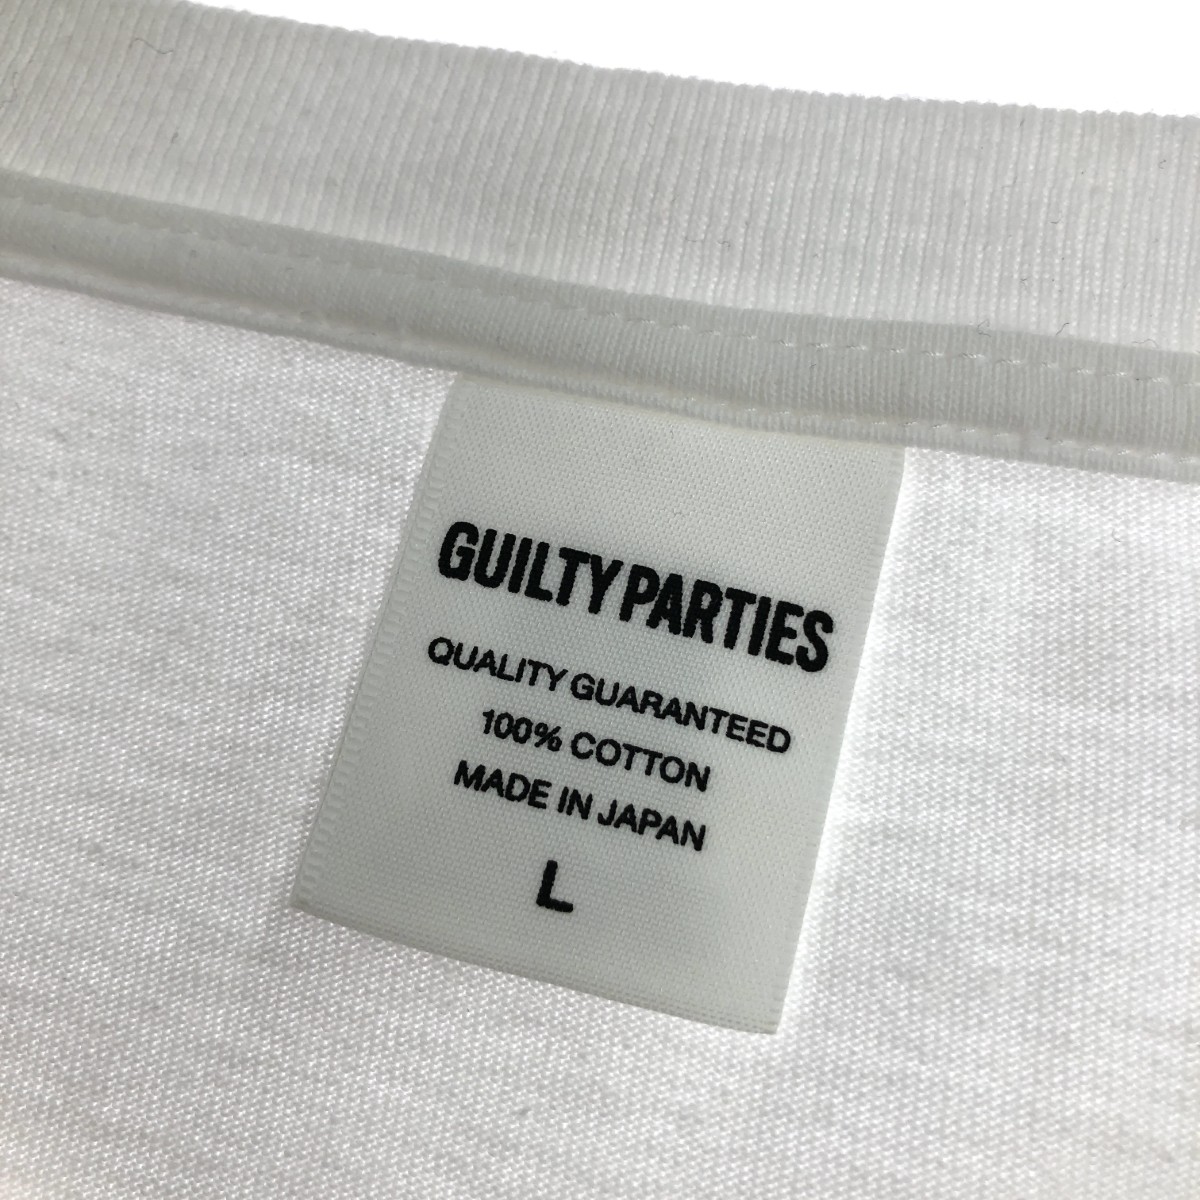 GUILTY PARTIES
QUALITY GUARANTEED
100% COTTON
MADE IN JAPAN
L